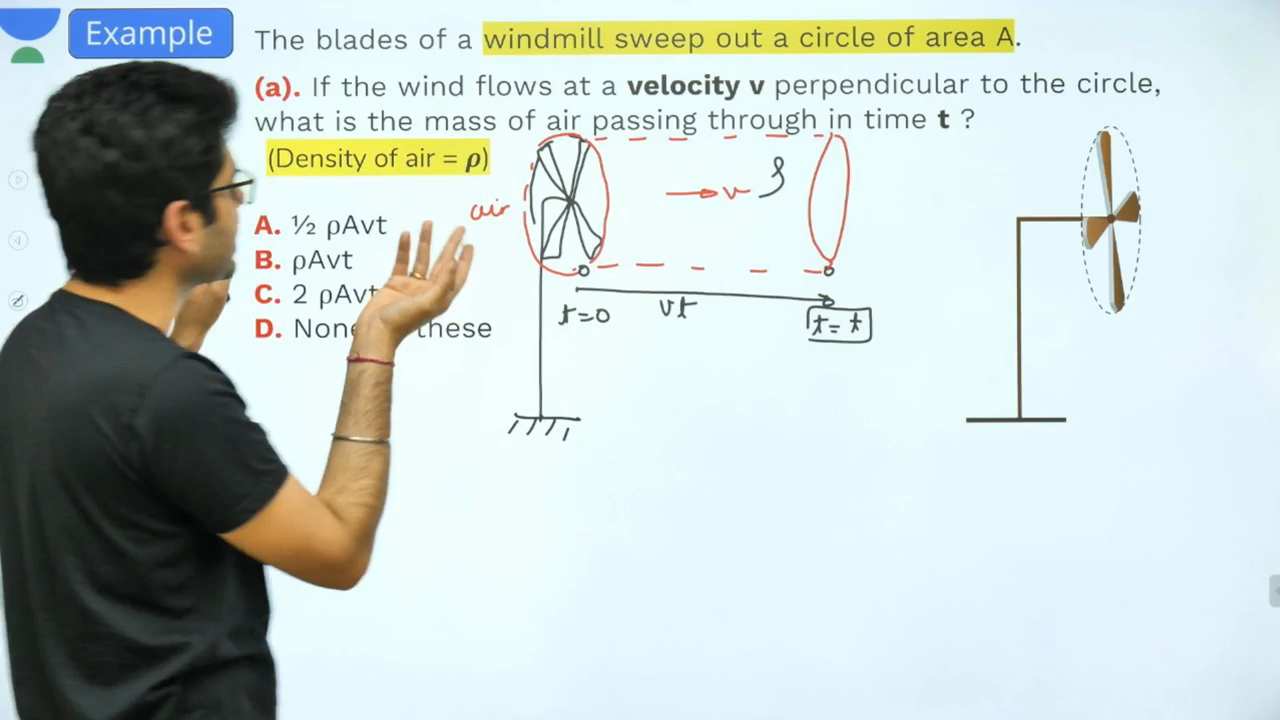 Example
The blades of a windmill sweep out a circle of area A.
(a). If the wind flows at a velocity v perpendicular to the circle,
what is the mass of air passing through in time t ?
(Density of air = ρ)
A. ½ ρAvt
B. ρAvt
C. 2 ρAvt
D. None these
air
v ρ
t=0
vt
t=t